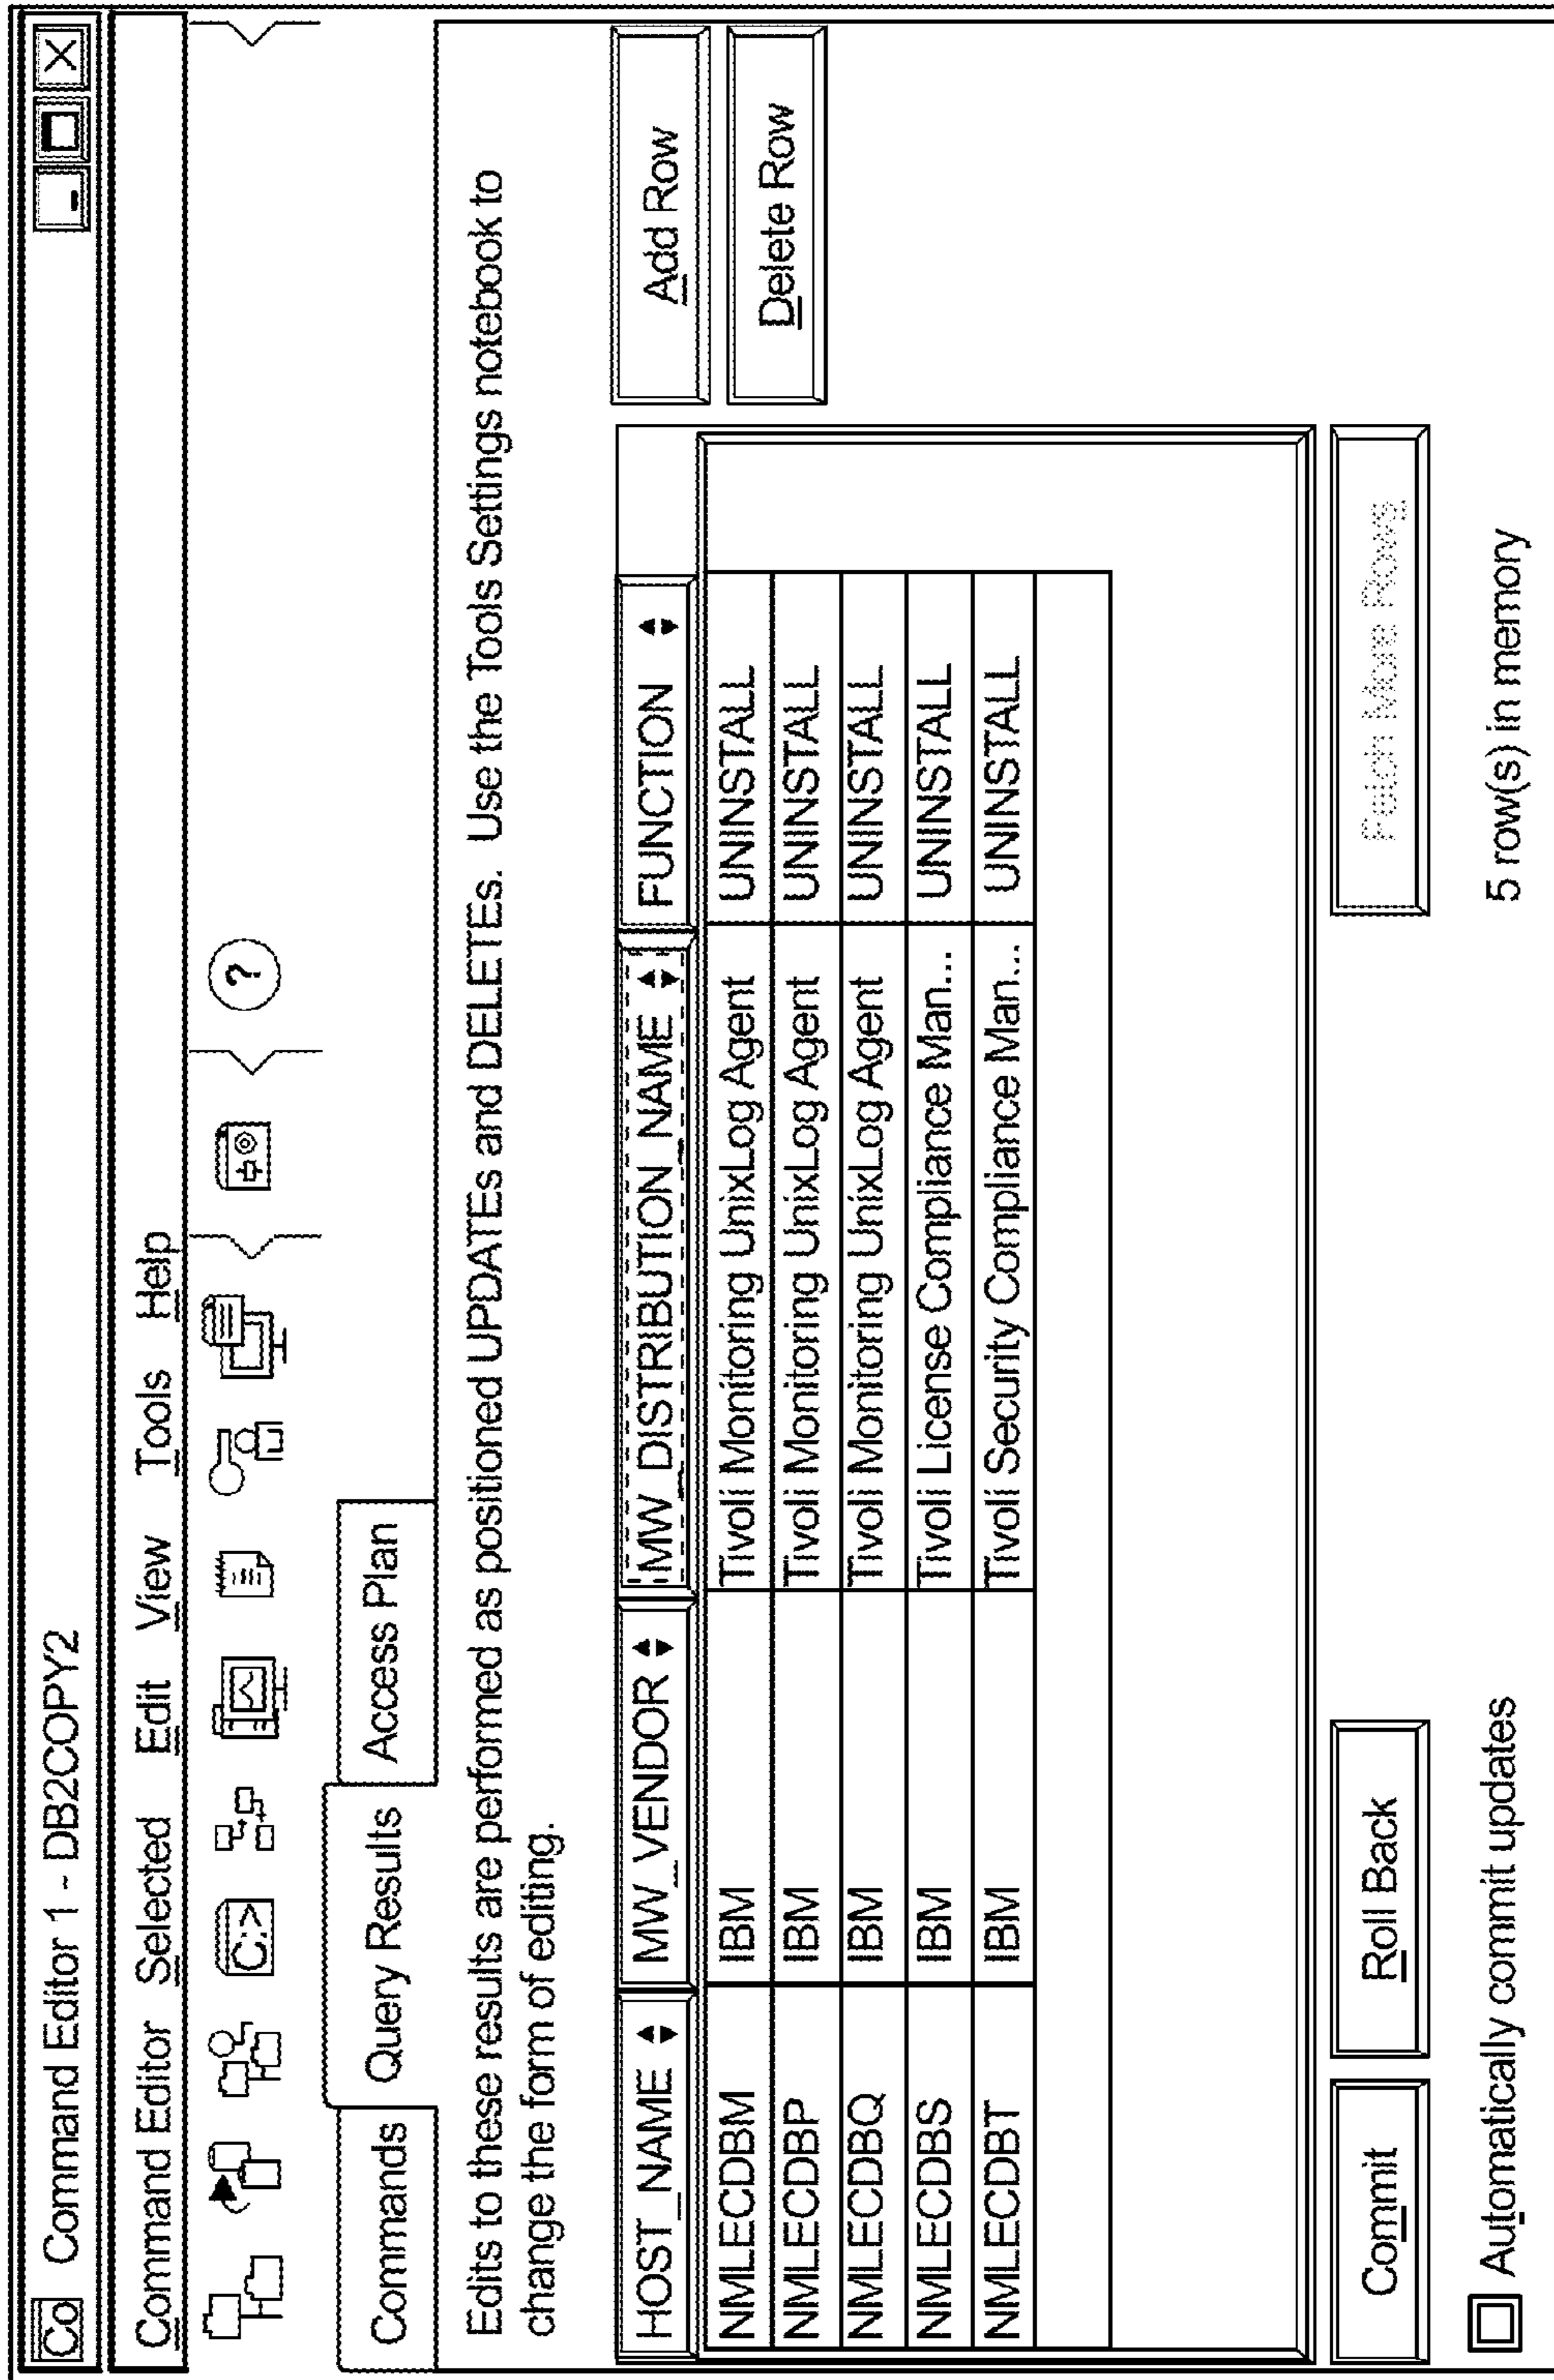 Co Command Editor 1 - DB2COPY2
Command Editor Selected Edit View Tools Help
C:>
?
Commands Query Results Access Plan
Edits to these results are performed as positioned UPDATEs and DELETEs. Use the Tools Settings notebook to
change the form of editing.
HOST_NAME MW_VENDOR MW_DISTRIBUTION_NAME FUNCTION
NMLECDBM IBM Tivoli Monitoring UnixLog Agent UNINSTALL
NMLECDBP IBM Tivoli Monitoring UnixLog Agent UNINSTALL
NMLECDBQ IBM Tivoli Monitoring UnixLog Agent UNINSTALL
NMLECDBS IBM Tivoli License Compliance Man... UNINSTALL
NMLECDBT IBM Tivoli Security Compliance Man... UNINSTALL
Add Row
Delete Row
Commit Roll Back Fetch More Rows
Automatically commit updates 5 row(s) in memory